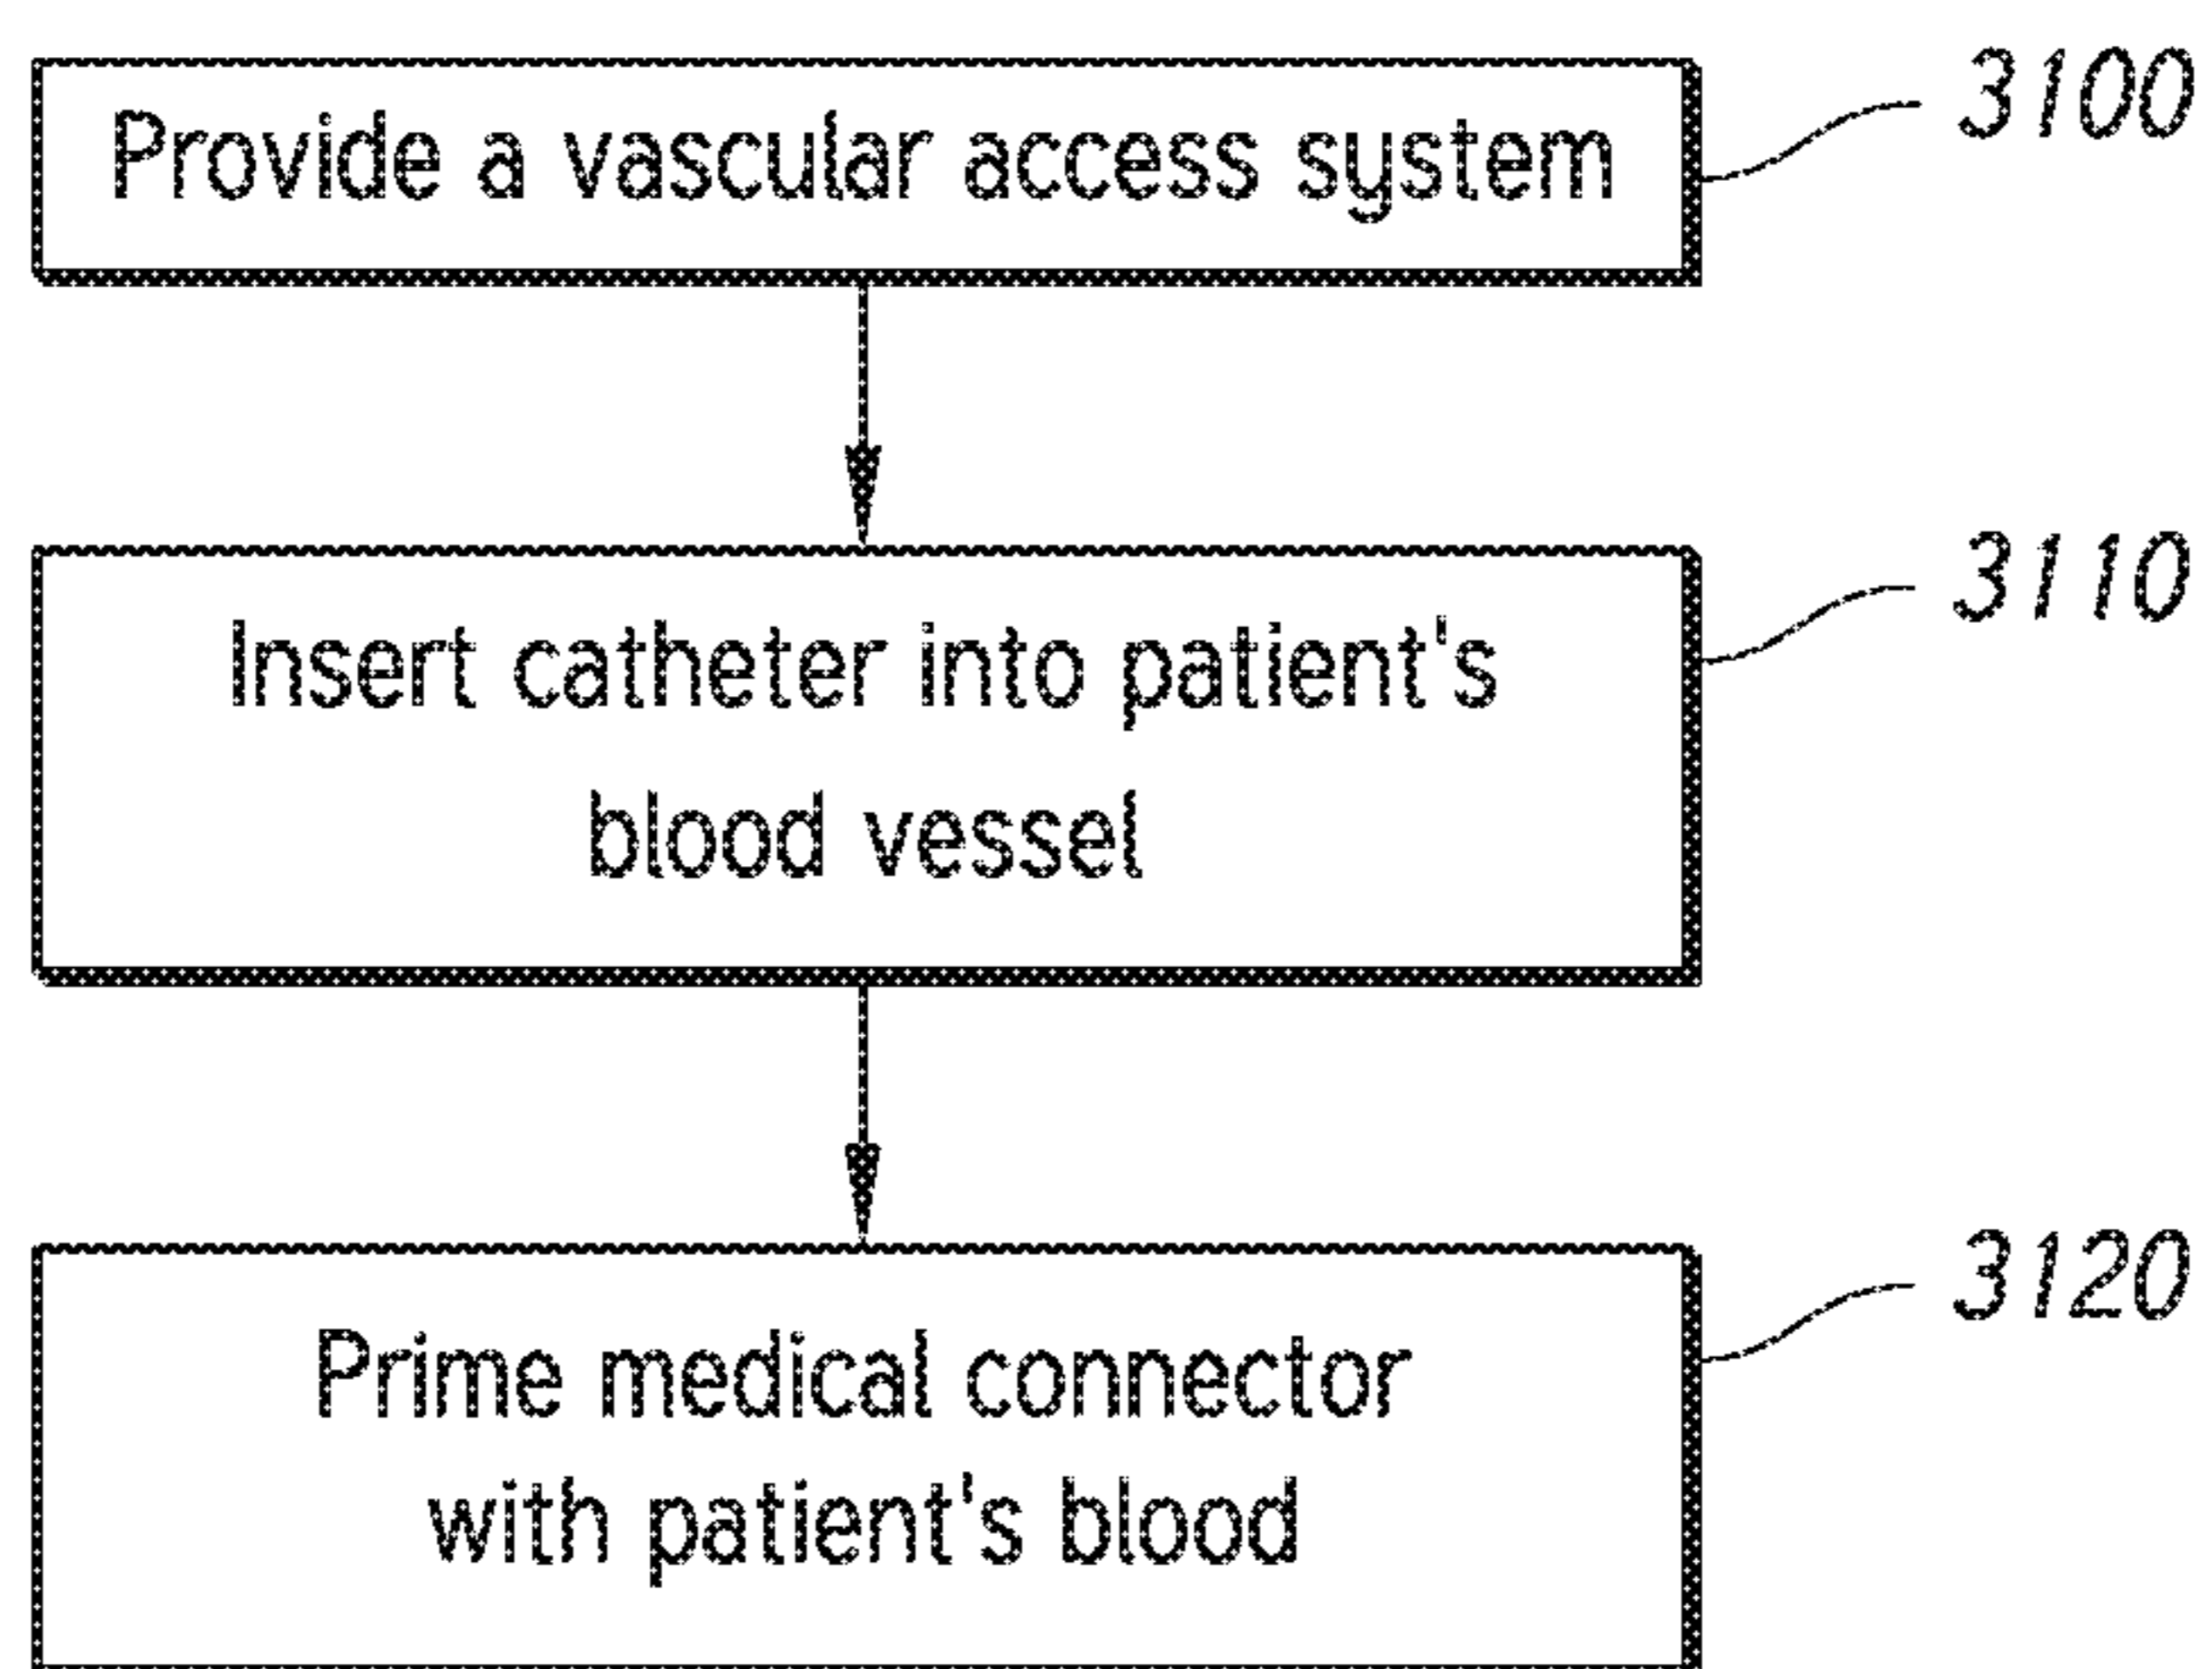 Provide a vascular access system
3100
Insert catheter into patient's
blood vessel
3110
Prime medical connector
with patient's blood
3120